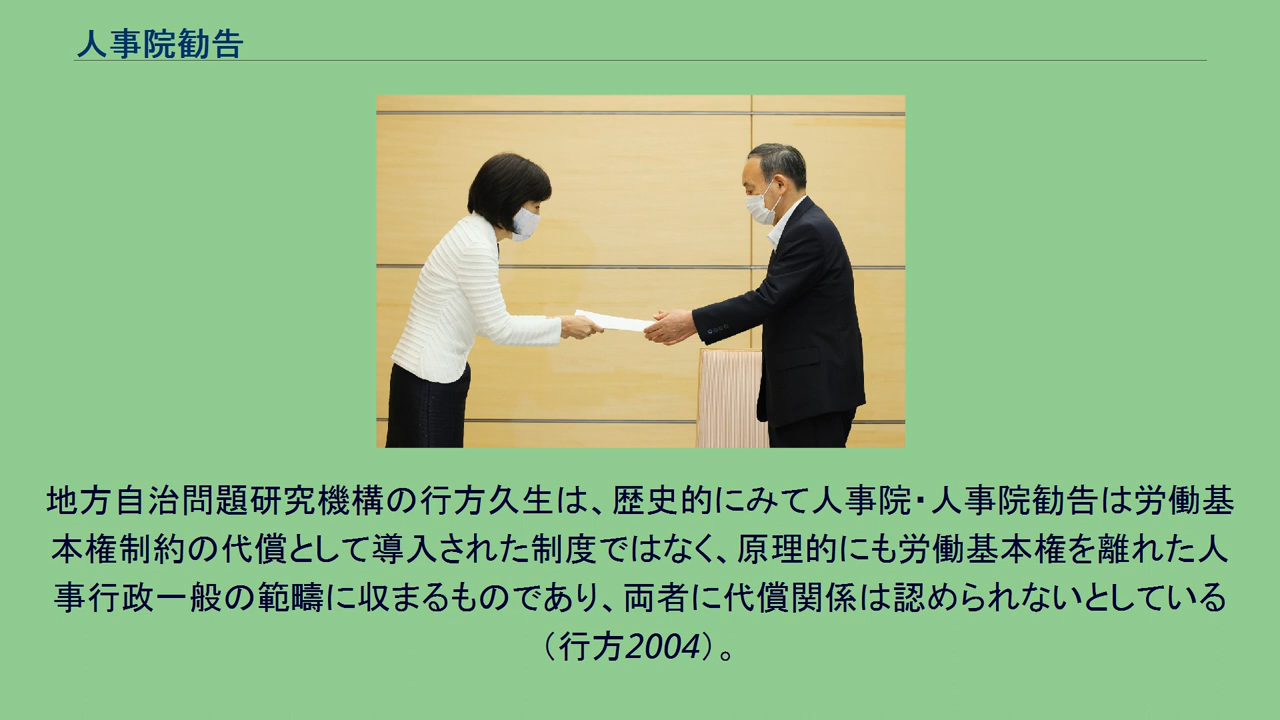 人事院勧告
地方自治問題研究機構の行方久生は、歴史的にみて人事院・人事院勧告は労働基
本権制約の代償として導入された制度ではなく、原理的にも労働基本権を離れた人
事行政一般の範疇に収まるものであり、両者に代償関係は認められないとしている
（行方2004）。